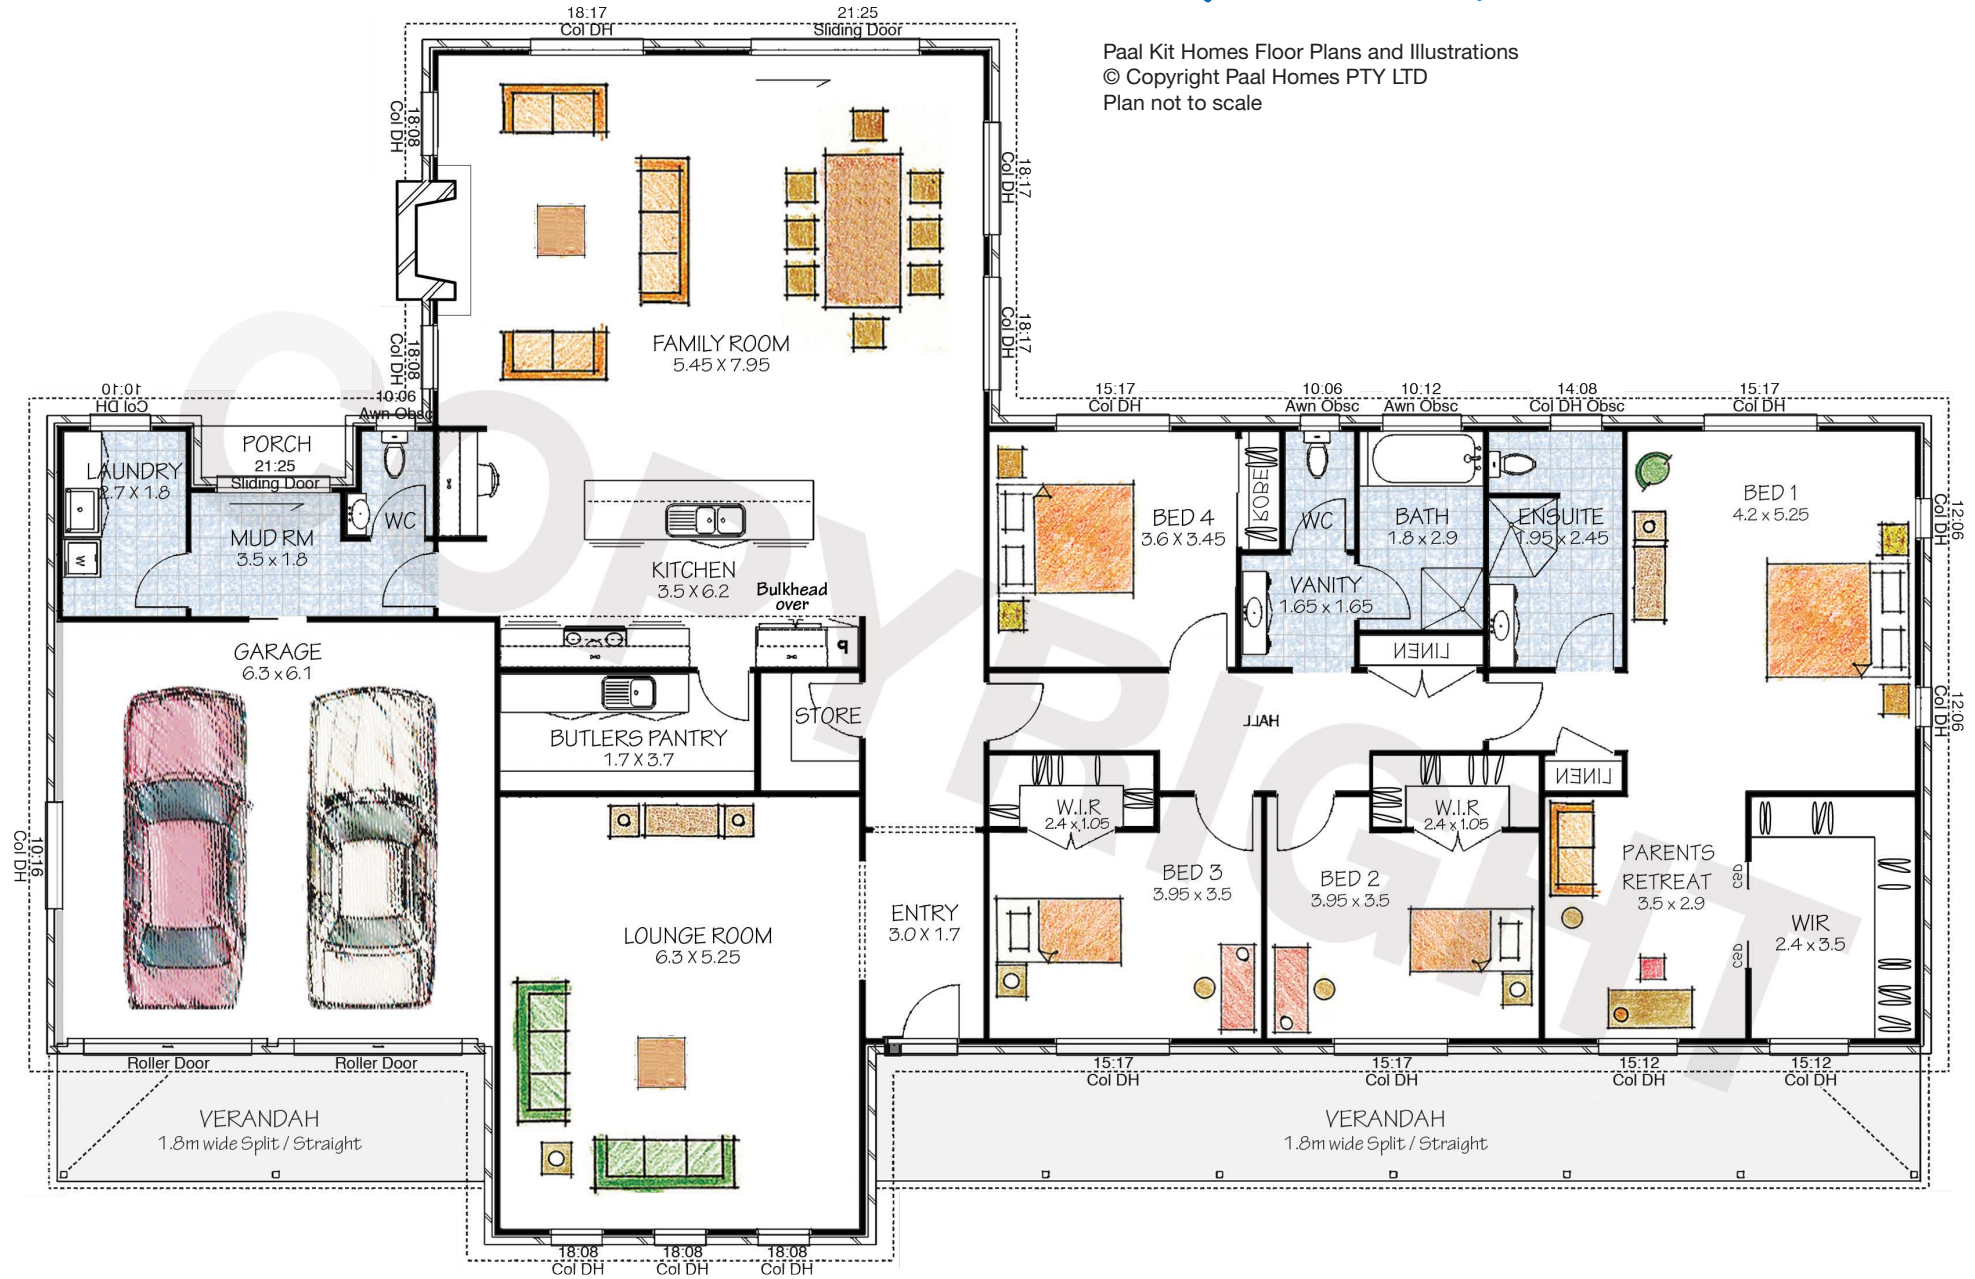 18:17
Col DH
21:25
Sliding Door
Paal Kit Homes Floor Plans and Illustrations
© Copyright Paal Homes PTY LTD
Plan not to scale
18:08
Col DH
18:17
Col DH
18:17
Col DH
18:08
Col DH
FAMILY ROOM
5.45 X 7.95
10:10
Col DH
10:06
Awn Obsc
15:17
Col DH
10:06
Awn Obsc
10:12
Awn Obsc
14:08
Col DH Obsc
15:17
Col DH
PORCH
21:25
Sliding Door
LAUNDRY
2.7 X 1.8
MUD RM
3.5 x 1.8
WC
W
KITCHEN
3.5 X 6.2
Bulkhead
over
P
BED 4
3.6 X 3.45
ROBE
WC
BATH
1.8 x 2.9
ENSUITE
1.95 x 2.45
BED 1
4.2 x 5.25
12:06
Col DH
VANITY
1.65 x 1.65
LINEN
GARAGE
6.3 x 6.1
STORE
BUTLERS PANTRY
1.7 X 3.7
HALL
12:06
Col DH
LINEN
W.I.R
2.4 x 1.05
W.I.R
2.4 x 1.05
10:16
Col DH
BED 3
3.95 x 3.5
BED 2
3.95 x 3.5
PARENTS
RETREAT
3.5 x 2.9
CSD
CSD
WIR
2.4 x 3.5
ENTRY
3.0 X 1.7
LOUNGE ROOM
6.3 X 5.25
Roller Door
Roller Door
15:17
Col DH
15:17
Col DH
15:12
Col DH
15:12
Col DH
VERANDAH
1.8m wide Split / Straight
VERANDAH
1.8m wide Split / Straight
18:08
Col DH
18:08
Col DH
18:08
Col DH
COPYRIGHT